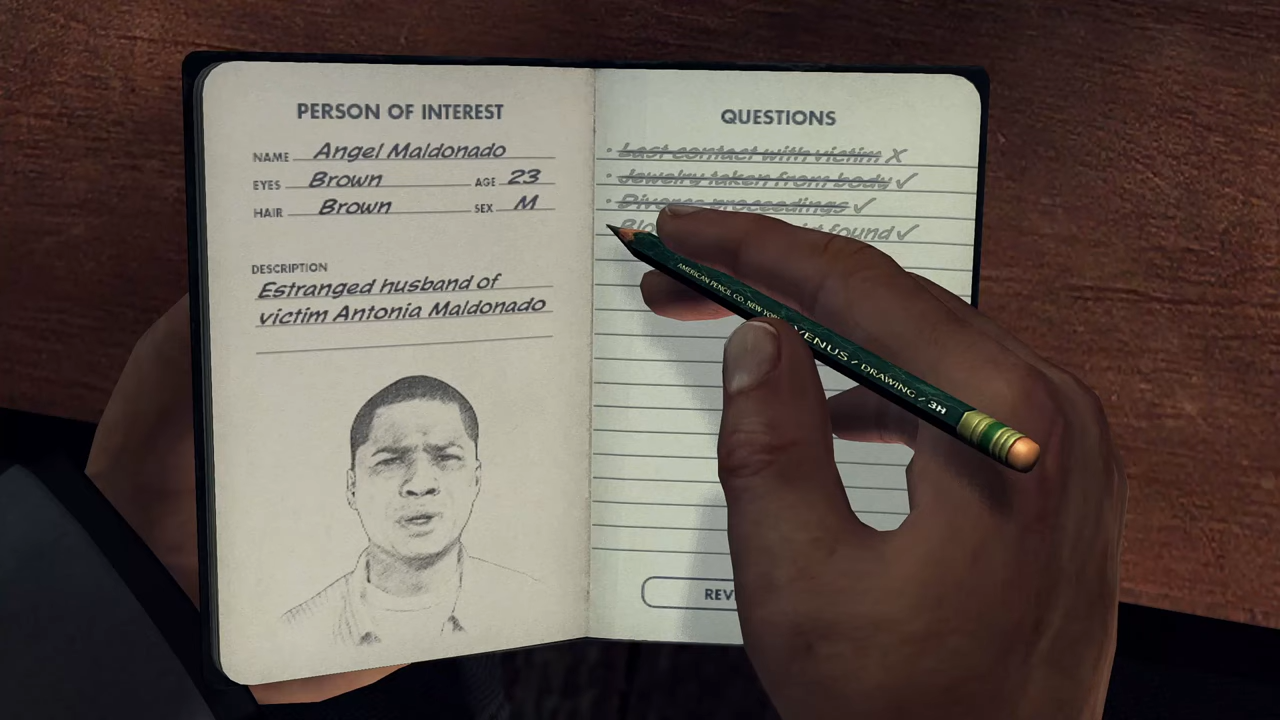 PERSON OF INTEREST
NAME Angel Maldonado
EYES Brown AGE 23
HAIR Brown SEX M
DESCRIPTION
Estranged husband of
victim Antonia Maldonado
QUESTIONS
· Last contact with victim X
· Jewelry taken from body ✓
· Divorce proceedings ✓
found ✓
AMERICAN PENCIL CO. NEW YORK VENUS / DRAWING / 3H
REV